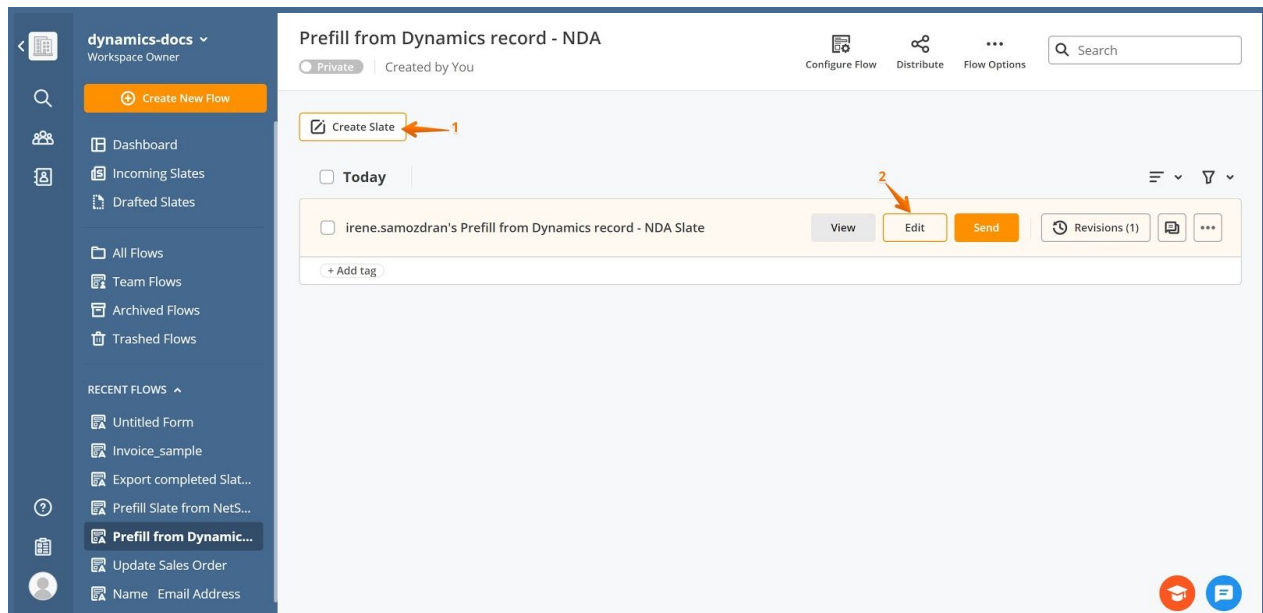 dynamics-docs
Workspace Owner
Create New Flow
Dashboard
Incoming Slates
Drafted Slates
All Flows
Team Flows
Archived Flows
Trashed Flows
RECENT FLOWS
Untitled Form
Invoice_sample
Export completed Slat...
Prefill Slate from NetS...
Prefill from Dynamic...
Update Sales Order
Name Email Address
Prefill from Dynamics record - NDA
Private
Created by You
Configure Flow
Distribute
Flow Options
Search
Create Slate
1
Today
2
irene.samozdran's Prefill from Dynamics record - NDA Slate
View
Edit
Send
Revisions (1)
+ Add tag